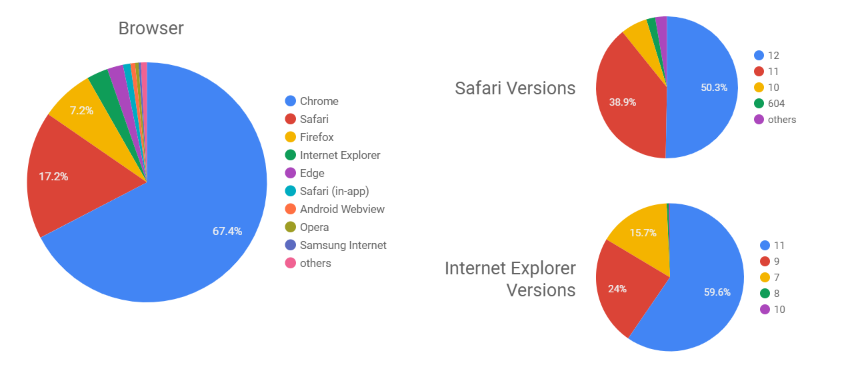 Browser
67.4%
17.2%
7.2%
Chrome
Safari
Firefox
Internet Explorer
Edge
Safari (in-app)
Android Webview
Opera
Samsung Internet
others
Safari Versions
50.3%
38.9%
12
11
10
604
others
Internet Explorer
Versions
15.7%
24%
59.6%
11
9
7
8
10